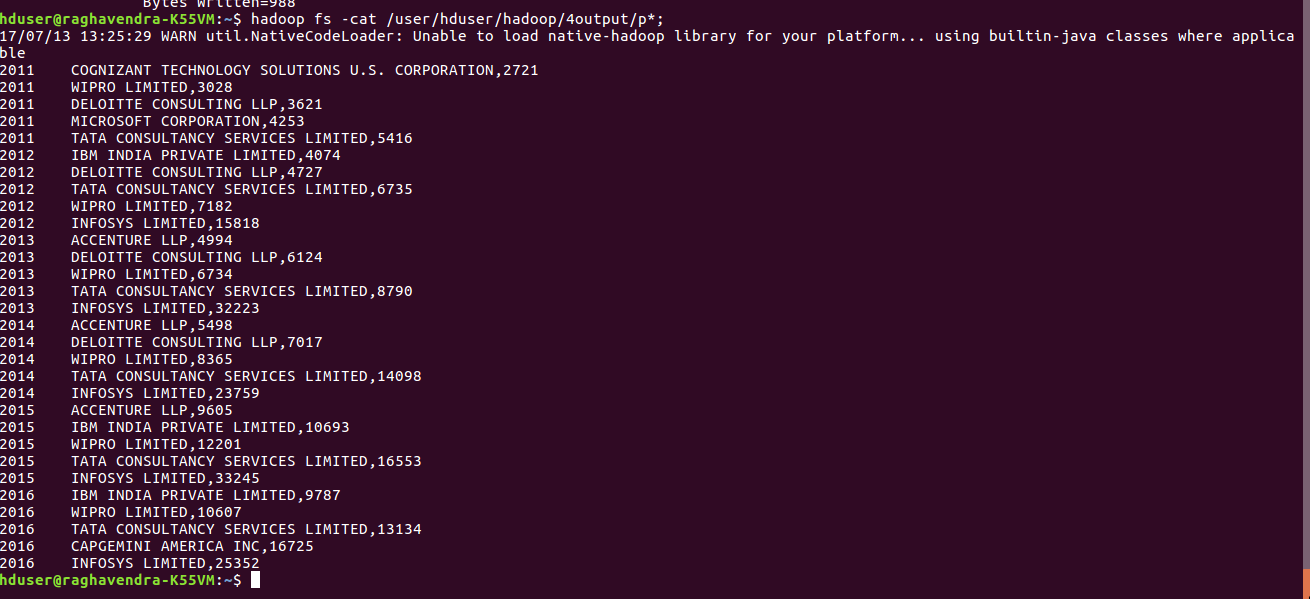 Bytes Written=988
hduser@raghavendra-K55VM:~$ hadoop fs -cat /user/hduser/hadoop/4output/p*;
17/07/13 13:25:29 WARN util.NativeCodeLoader: Unable to load native-hadoop library for your platform... using builtin-java classes where applica
ble
2011    COGNIZANT TECHNOLOGY SOLUTIONS U.S. CORPORATION,2721
2011    WIPRO LIMITED,3028
2011    DELOITTE CONSULTING LLP,3621
2011    MICROSOFT CORPORATION,4253
2011    TATA CONSULTANCY SERVICES LIMITED,5416
2012    IBM INDIA PRIVATE LIMITED,4074
2012    DELOITTE CONSULTING LLP,4727
2012    TATA CONSULTANCY SERVICES LIMITED,6735
2012    WIPRO LIMITED,7182
2012    INFOSYS LIMITED,15818
2013    ACCENTURE LLP,4994
2013    DELOITTE CONSULTING LLP,6124
2013    WIPRO LIMITED,6734
2013    TATA CONSULTANCY SERVICES LIMITED,8790
2013    INFOSYS LIMITED,32223
2014    ACCENTURE LLP,5498
2014    DELOITTE CONSULTING LLP,7017
2014    WIPRO LIMITED,8365
2014    TATA CONSULTANCY SERVICES LIMITED,14098
2014    INFOSYS LIMITED,23759
2015    ACCENTURE LLP,9605
2015    IBM INDIA PRIVATE LIMITED,10693
2015    WIPRO LIMITED,12201
2015    TATA CONSULTANCY SERVICES LIMITED,16553
2015    INFOSYS LIMITED,33245
2016    IBM INDIA PRIVATE LIMITED,9787
2016    WIPRO LIMITED,10607
2016    TATA CONSULTANCY SERVICES LIMITED,13134
2016    CAPGEMINI AMERICA INC,16725
2016    INFOSYS LIMITED,25352
hduser@raghavendra-K55VM:~$